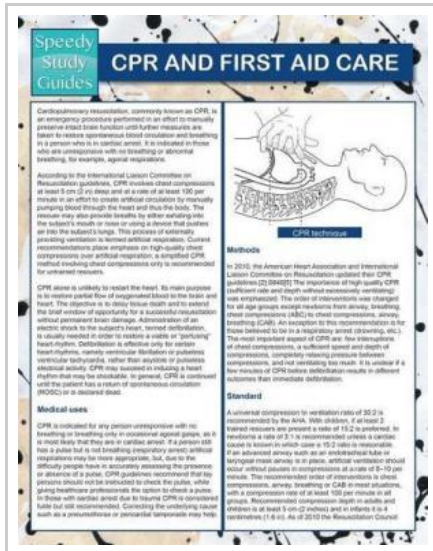 Speedy
Study
Guides
CPR AND FIRST AID CARE
Cardiopulmonary resuscitation, commonly known as CPR, is
an emergency procedure performed in an effort to manually
preserve intact brain function until further measures are
taken to restore spontaneous blood circulation and breathing
in a person who is in cardiac arrest. It is indicated in those
who are unresponsive with no breathing or abnormal
breathing, for example, agonal respirations.
According to the International Liaison Committee on
Resuscitation guidelines, CPR involves chest compressions
at least 5 cm (2 in) deep and at a rate of at least 100 per
minute in an effort to create artificial circulation by manually
pumping blood through the heart and thus the body. The
rescuer may also provide breaths by either exhaling into
the subject's mouth or nose or using a device that pushes
air into the subject's lungs. This process of externally
providing ventilation is termed artificial respiration. Current
recommendations place emphasis on high-quality chest
compressions over artificial respiration; a simplified CPR
method involving chest compressions only is recommended
for untrained rescuers.
CPR alone is unlikely to restart the heart. Its main purpose
is to restore partial flow of oxygenated blood to the brain and
heart. The objective is to delay tissue death and to extend
the brief window of opportunity for a successful resuscitation
without permanent brain damage. Administration of an
electric shock to the subject's heart, termed defibrillation,
is usually needed in order to restore a viable or "perfusing"
heart rhythm. Defibrillation is effective only for certain
heart rhythms, namely ventricular fibrillation or pulseless
ventricular tachycardia, rather than asystole or pulseless
electrical activity. CPR may succeed in inducing a heart
rhythm that may be shockable. In general, CPR is continued
until the patient has a return of spontaneous circulation
(ROSC) or is declared dead.
Medical uses
CPR is indicated for any person unresponsive with no
breathing or breathing only in occasional agonal gasps, as it
is most likely that they are in cardiac arrest. If a person still
has a pulse but is not breathing (respiratory arrest) artificial
respirations may be more appropriate, but, due to the
difficulty people have in accurately assessing the presence
or absence of a pulse, CPR guidelines recommend that lay
persons should not be instructed to check the pulse, while
giving healthcare professionals the option to check a pulse.
In those with cardiac arrest due to trauma CPR is considered
futile but still recommended. Correcting the underlying cause
such as a pneumothorax or pericardial tamponade may help.
CPR technique
Methods
In 2010, the American Heart Association and International
Liaison Committee on Resuscitation updated their CPR
guidelines. The importance of high quality CPR
(sufficient rate and depth without excessively ventilating)
was emphasized. The order of interventions was changed
for all age groups except newborns from airway, breathing,
chest compressions (ABC) to chest compressions, airway,
breathing (CAB). An exception to this recommendation is for
those believed to be in a respiratory arrest (drowning, etc.).
The most important aspect of CPR are: few interruptions
of chest compressions, a sufficient speed and depth of
compressions, completely relaxing pressure between
compressions, and not ventilating too much. It is unclear if a
few minutes of CPR before defibrillation results in different
outcomes than immediate defibrillation.
Standard
A universal compression to ventilation ratio of 30:2 is
recommended by the AHA. With children, if at least 2
trained rescuers are present a ratio of 15:2 is preferred. In
newborns a rate of 3:1 is recommended unless a cardiac
cause is known in which case a 15:2 ratio is reasonable.
If an advanced airway such as an endotracheal tube or
laryngeal mask airway is in place, artificial ventilation should
occur without pauses in compressions at a rate of 8–10 per
minute. The recommended order of interventions is chest
compressions, airway, breathing or CAB in most situations,
with a compression rate of at least 100 per minute in all
groups. Recommended compression depth in adults and
children is at least 5 cm (2 inches) and in infants it is 4
centimetres (1.6 in). As of 2010 the Resuscitation Council